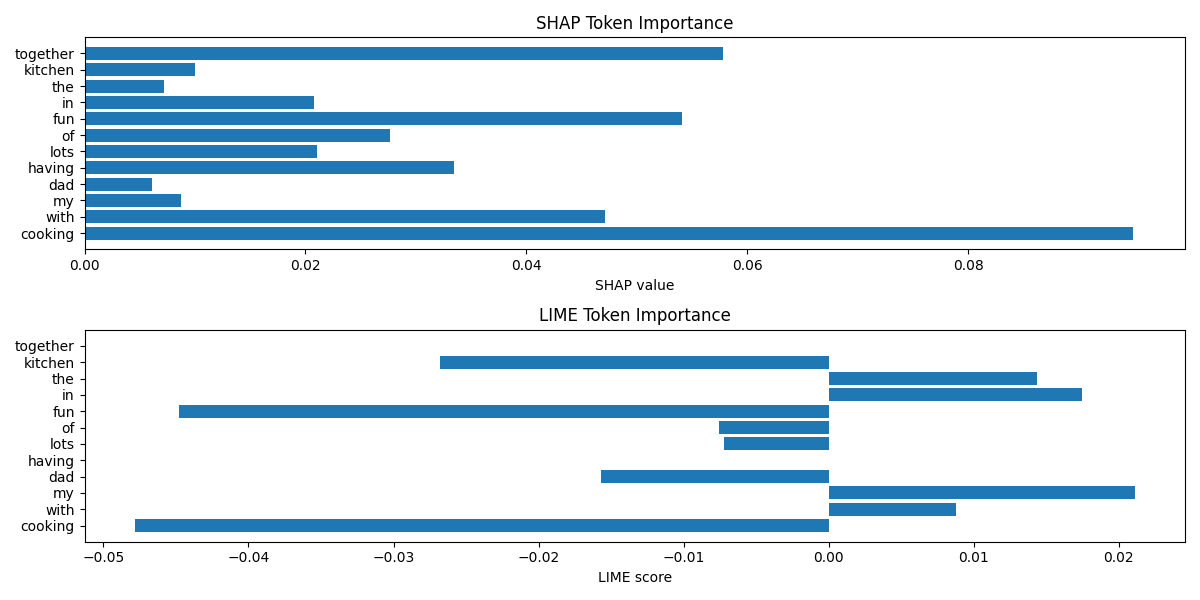 SHAP Token Importance
together
kitchen
the
in
fun
of
lots
having
dad
my
with
cooking
0.00 0.02 0.04 0.06 0.08
SHAP value
LIME Token Importance
together
kitchen
the
in
fun
of
lots
having
dad
my
with
cooking
−0.05 −0.04 −0.03 −0.02 −0.01 0.00 0.01 0.02
LIME score